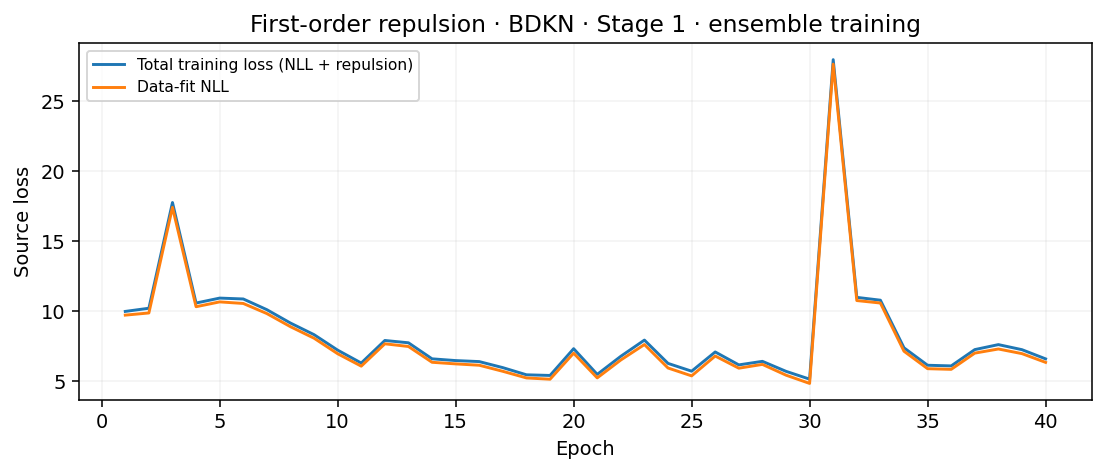 First-order repulsion · BDKN · Stage 1 · ensemble training
Total training loss (NLL + repulsion)
Data-fit NLL
Source loss
25
20
15
10
5
0
5
10
15
20
25
30
35
40
Epoch